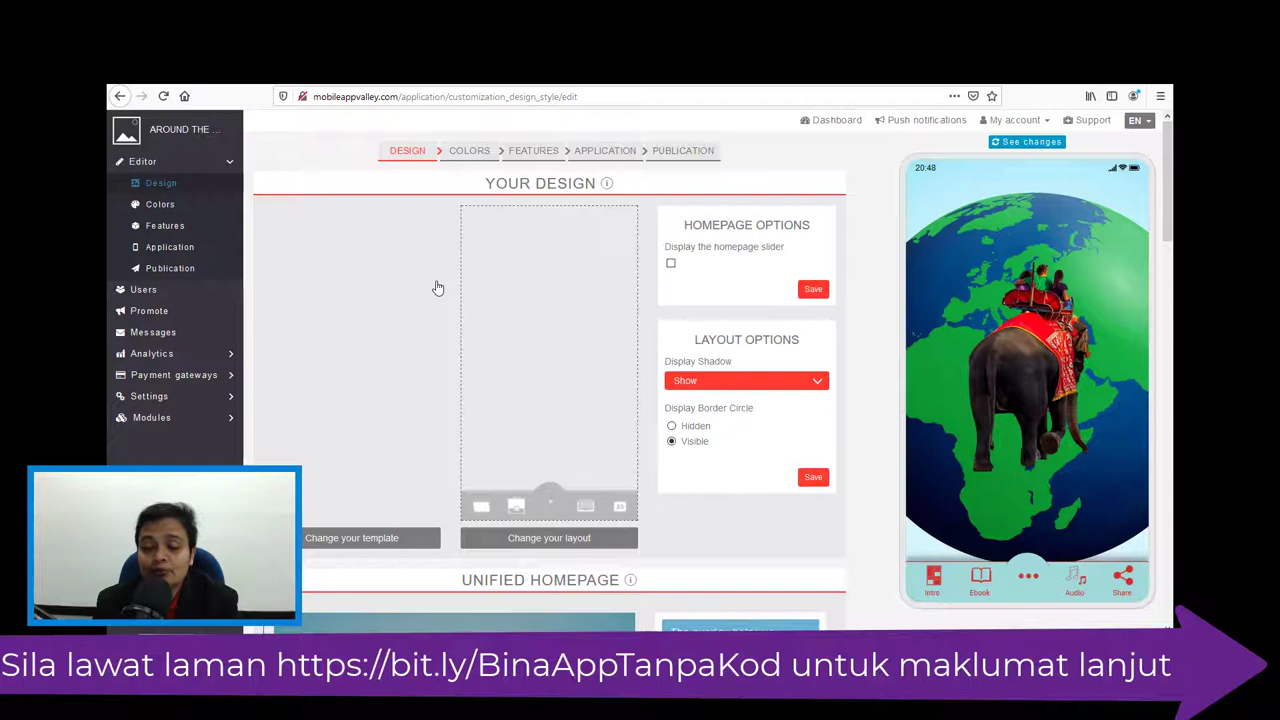 mobileappvalley.com/application/customization_design_style/edit
AROUND THE ...
Dashboard Push notifications My account Support EN
Editor
Design
Colors
Features
Application
Publication
Users
Promote
Messages
Analytics
Payment gateways
Settings
Modules
DESIGN COLORS FEATURES APPLICATION PUBLICATION
YOUR DESIGN
Change your template
Change your layout
HOMEPAGE OPTIONS
Display the homepage slider
Save
LAYOUT OPTIONS
Display Shadow
Show
Display Border Circle
Hidden
Visible
Save
UNIFIED HOMEPAGE
See changes
20:48
Intro Ebook Audio Share
Sila lawat laman https://bit.ly/BinaAppTanpaKod untuk maklumat lanjut